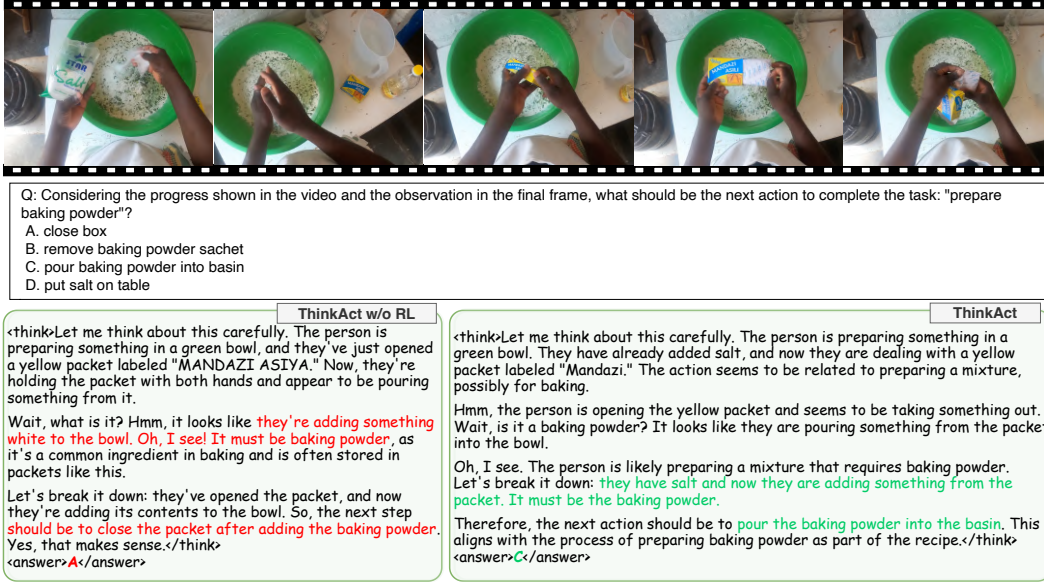 STAR
Salt
MANDAZI
ASILI
Q: Considering the progress shown in the video and the observation in the final frame, what should be the next action to complete the task: "prepare
baking powder"?
A. close box
B. remove baking powder sachet
C. pour baking powder into basin
D. put salt on table
ThinkAct w/o RL
<think>Let me think about this carefully. The person is
preparing something in a green bowl, and they've just opened
a yellow packet labeled "MANDAZI ASIYA." Now, they're
holding the packet with both hands and appear to be pouring
something from it.
Wait, what is it? Hmm, it looks like they're adding something
white to the bowl. Oh, I see! It must be baking powder, as
it's a common ingredient in baking and is often stored in
packets like this.
Let's break it down: they've opened the packet, and now
they're adding its contents to the bowl. So, the next step
should be to close the packet after adding the baking powder.
Yes, that makes sense.</think>
<answer>A</answer>
ThinkAct
<think>Let me think about this carefully. The person is preparing something in a
green bowl. They have already added salt, and now they are dealing with a yellow
packet labeled "Mandazi." The action seems to be related to preparing a mixture,
possibly for baking.
Hmm, the person is opening the yellow packet and seems to be taking something out.
Wait, is it a baking powder? It looks like they are pouring something from the packet
into the bowl.
Oh, I see. The person is likely preparing a mixture that requires baking powder.
Let's break it down: they have salt and now they are adding something from the
packet. It must be the baking powder.
Therefore, the next action should be to pour the baking powder into the basin. This
aligns with the process of preparing baking powder as part of the recipe.</think>
<answer>C</answer>